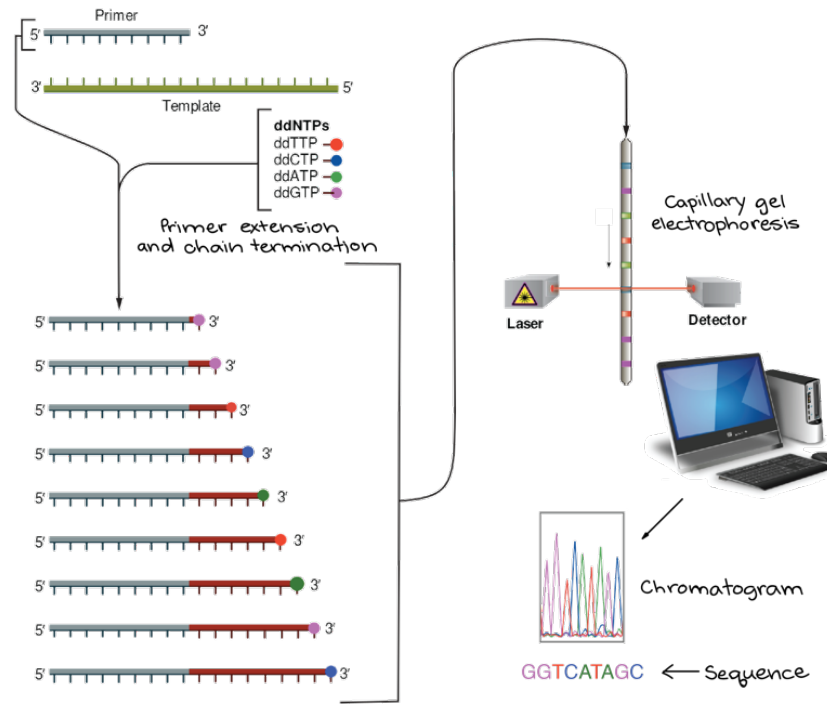 Primer
5′ 3′
3′ 5′
Template
ddNTPs
ddTTP
ddCTP
ddATP
ddGTP
Primer extension
and chain termination
5′ 3′
5′ 3′
5′ 3′
5′ 3′
5′ 3′
5′ 3′
5′ 3′
5′ 3′
5′ 3′
Capillary gel
electrophoresis
Laser
Detector
Chromatogram
GGTCATAGC ← Sequence